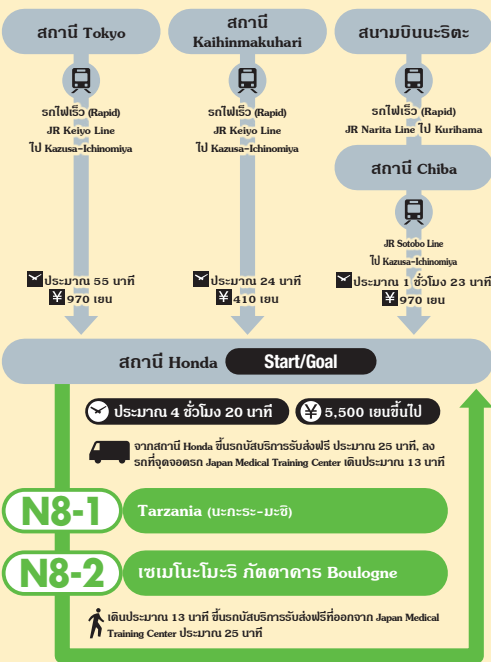 สถานี Tokyo
สถานี
Kaihinmakuhari
สนามบินนะริตะ
รถไฟเร็ว (Rapid)
JR Keiyo Line
ไป Kazusa-Ichinomiya
รถไฟเร็ว (Rapid)
JR Keiyo Line
ไป Kazusa-Ichinomiya
รถไฟเร็ว (Rapid)
JR Narita Line ไป Kurihama
สถานี Chiba
JR Sotobo Line
ไป Kazusa-Ichinomiya
ประมาณ 55 นาที
¥ 970 เยน
ประมาณ 24 นาที
¥ 410 เยน
ประมาณ 1 ชั่วโมง 23 นาที
¥ 970 เยน
สถานี Honda Start/Goal
ประมาณ 4 ชั่วโมง 20 นาที ¥ 5,500 เยนขึ้นไป
จากสถานี Honda ขึ้นรถบัสบริการรับส่งฟรี ประมาณ 25 นาที, ลง
รถที่จุดจอดรถ Japan Medical Training Center เดินประมาณ 13 นาที
N8-1 Tarzania (นะกะระ-มะชิ)
N8-2 เซเมโนะโมะริ ภัตตาคาร Boulogne
เดินประมาณ 13 นาที ขึ้นรถบัสบริการรับส่งฟรีที่ออกจาก Japan Medical
Training Center ประมาณ 25 นาที